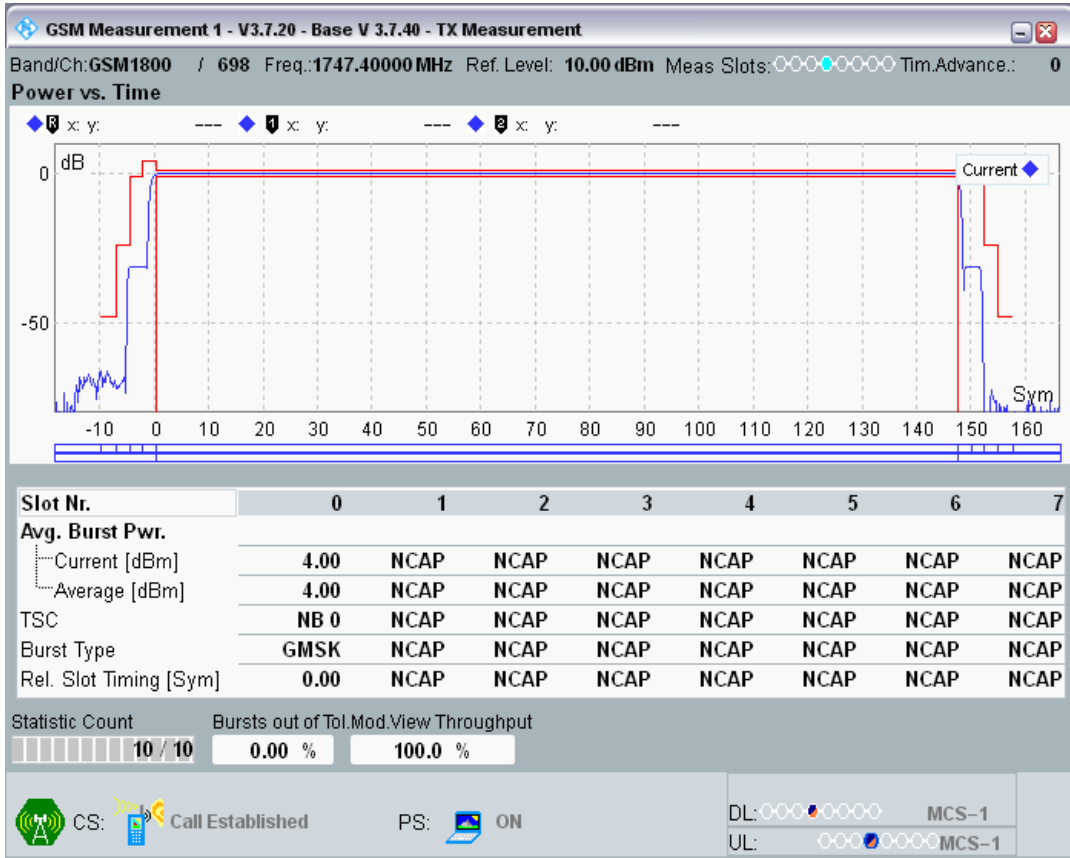 GSM Measurement 1 - V3.7.20 - Base V 3.7.40 - TX Measurement
Band/Ch:GSM1800 / 698 Freq.:1747.40000 MHz Ref. Level: 10.00 dBm Meas Slots: Tim.Advance.: 0
Power vs. Time
R x: y: --- 1 x: y: --- 2 x: y: ---
dB
0
Current
-50
Sym
-10 0 10 20 30 40 50 60 70 80 90 100 110 120 130 140 150 160
Slot Nr. 0 1 2 3 4 5 6 7
Avg. Burst Pwr.
Current [dBm] 4.00 NCAP NCAP NCAP NCAP NCAP NCAP NCAP
Average [dBm] 4.00 NCAP NCAP NCAP NCAP NCAP NCAP NCAP
TSC NB 0 NCAP NCAP NCAP NCAP NCAP NCAP NCAP
Burst Type GMSK NCAP NCAP NCAP NCAP NCAP NCAP NCAP
Rel. Slot Timing [Sym] 0.00 NCAP NCAP NCAP NCAP NCAP NCAP NCAP
Statistic Count Bursts out of Tol.Mod.View Throughput
10 / 10 0.00 % 100.0 %
CS: Call Established PS: ON
DL: MCS-1
UL: MCS-1